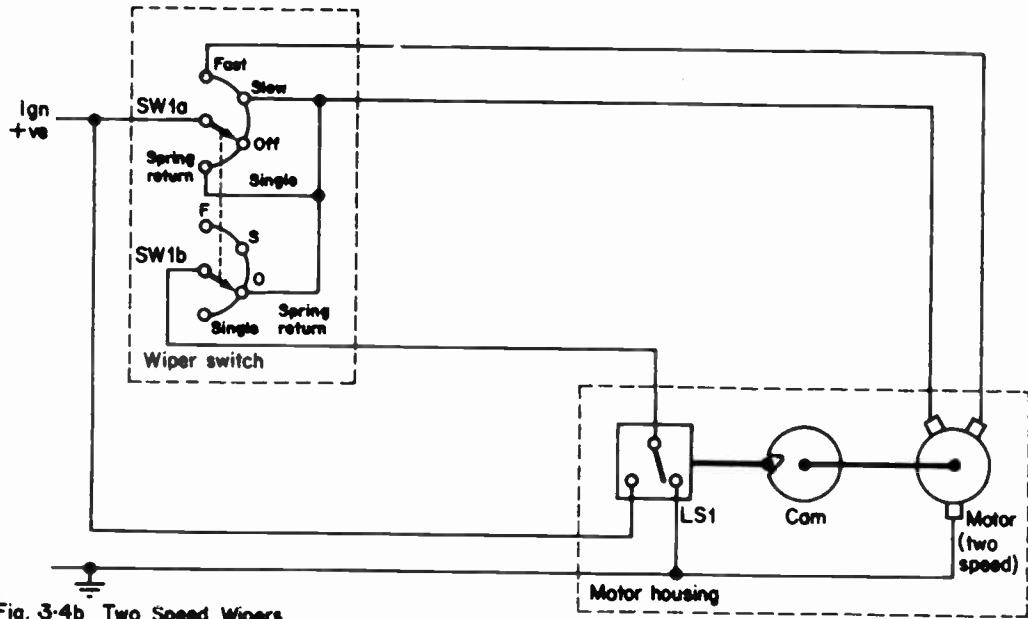 Fast
Slow
Ign
+ve
SW1a
Off
Spring
return
Single
F
S
SW1b
O
Single
Spring
return
Wiper switch
LS1
Cam
Motor
(two
speed)
Motor housing
Fig. 3·4b Two Speed Wipers